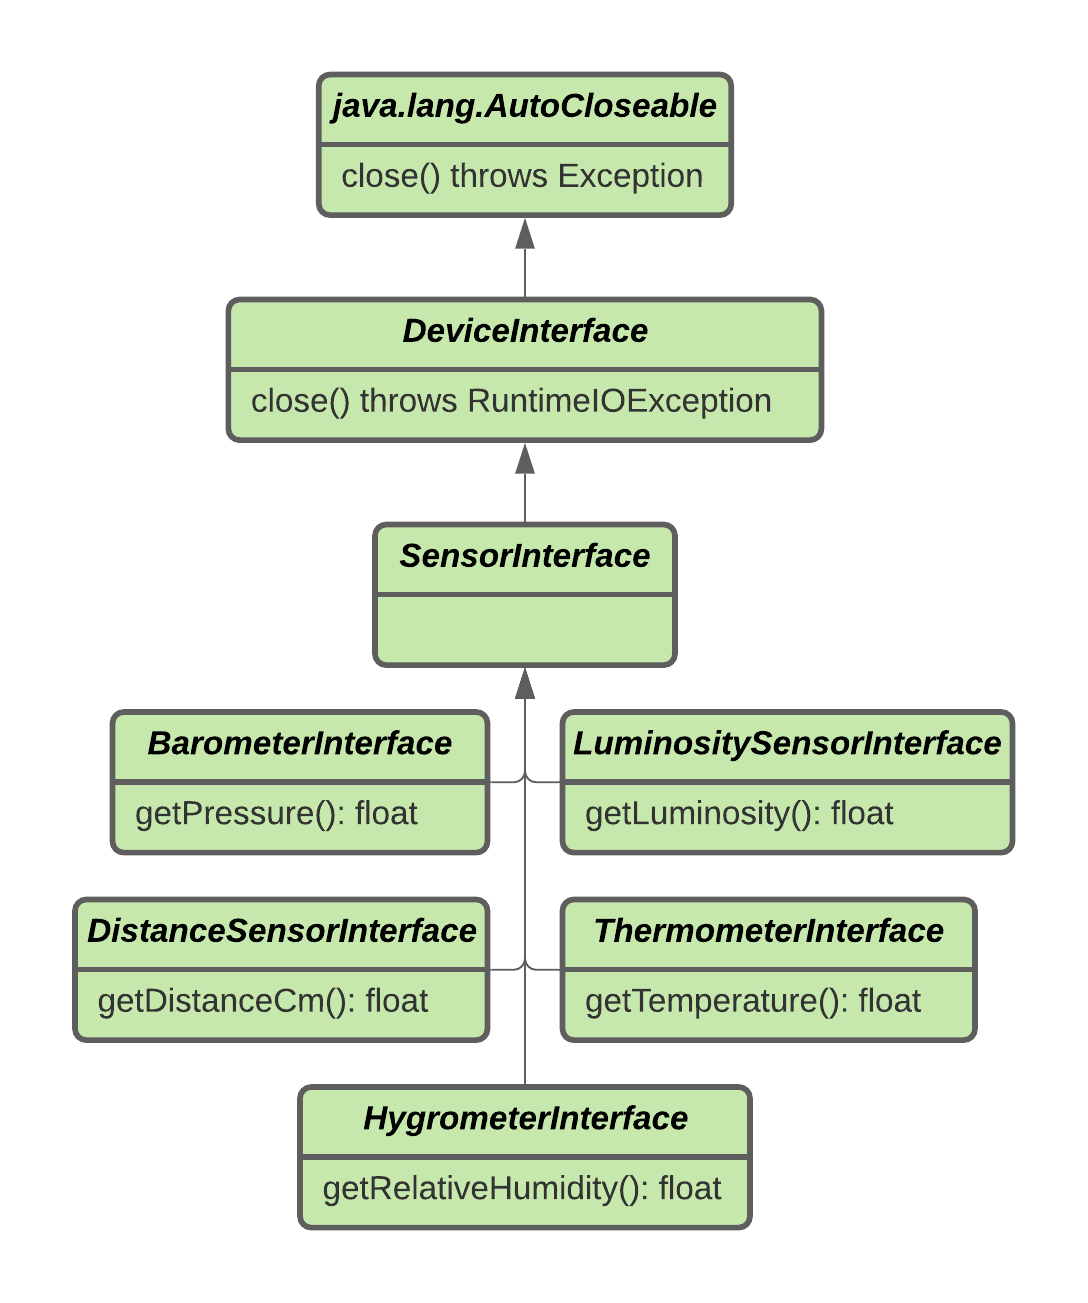 java.lang.AutoCloseable
close() throws Exception
DeviceInterface
close() throws RuntimeIOException
SensorInterface
BarometerInterface
getPressure(): float
LuminositySensorInterface
getLuminosity(): float
DistanceSensorInterface
getDistanceCm(): float
ThermometerInterface
getTemperature(): float
HygrometerInterface
getRelativeHumidity(): float